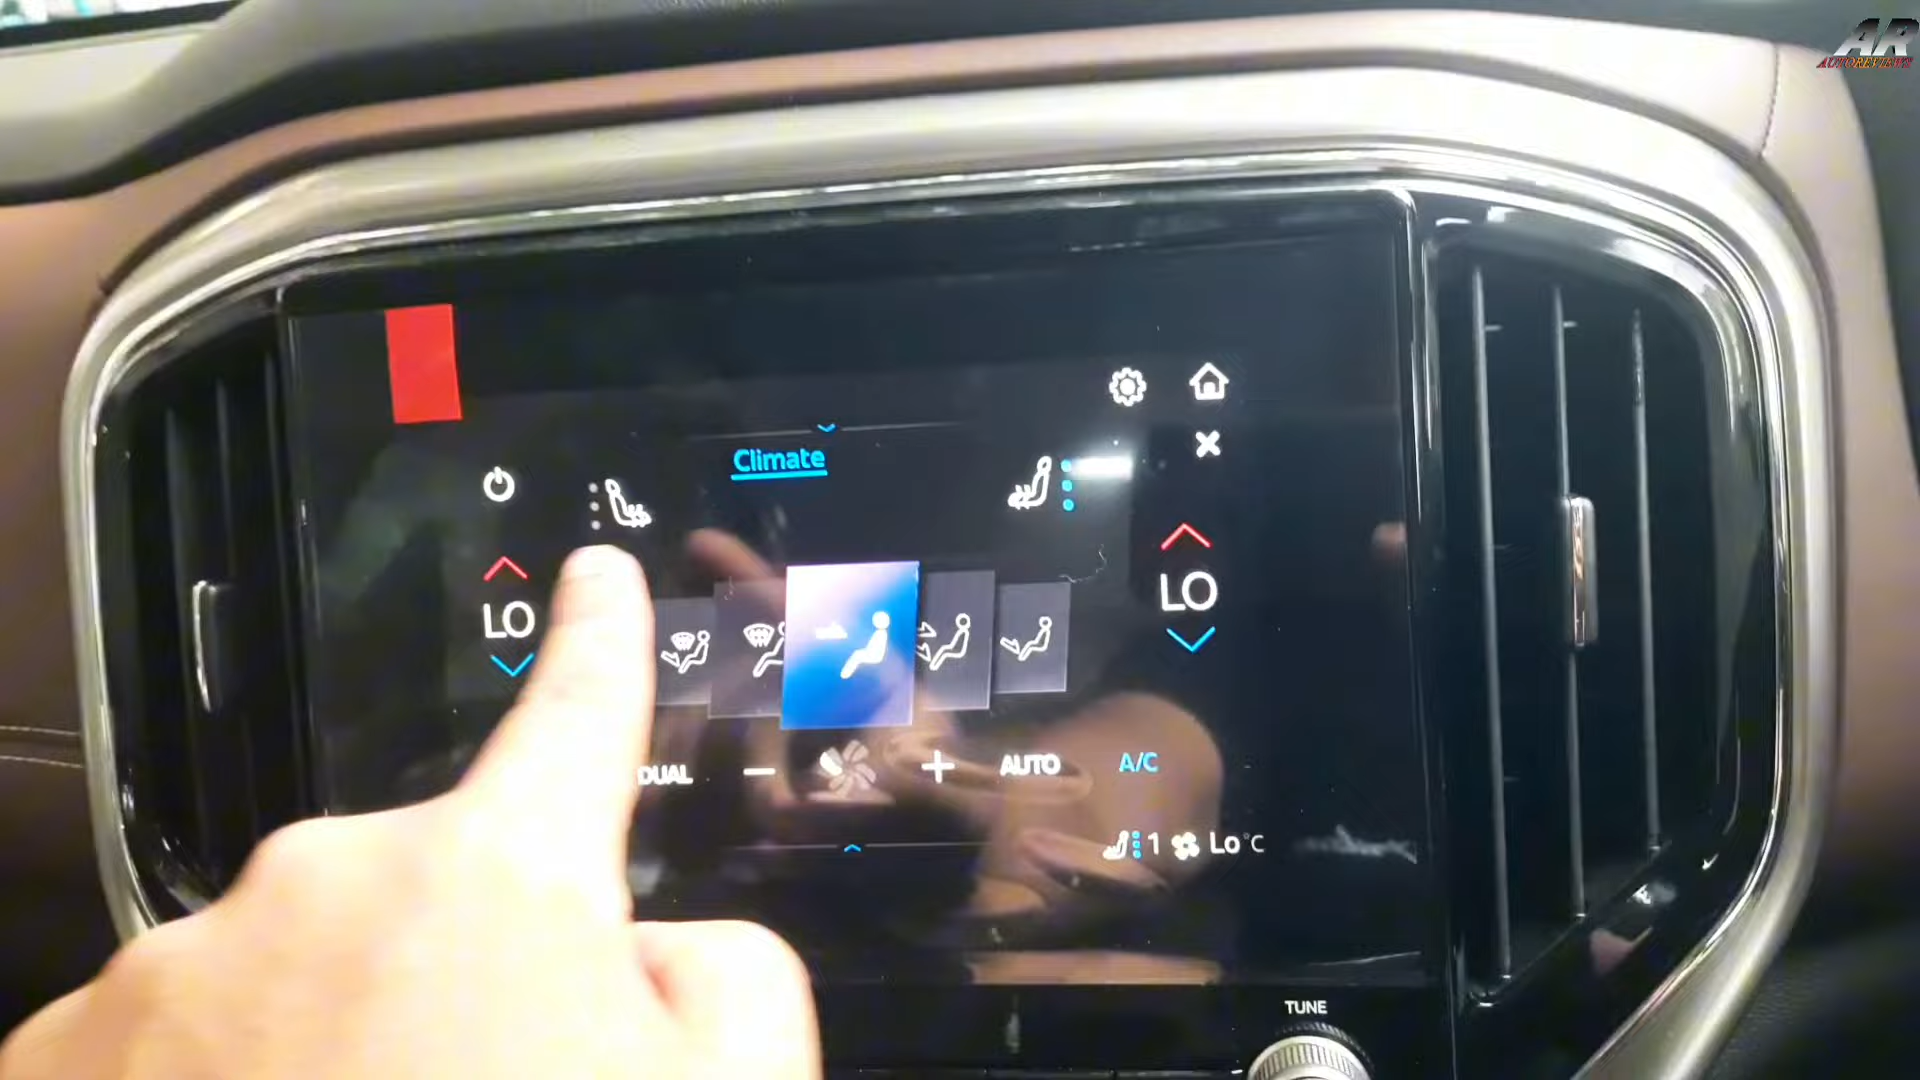 AR
AUTOREVIEWS
Climate
LO
LO
DUAL
AUTO
A/C
1
Lo°C
TUNE